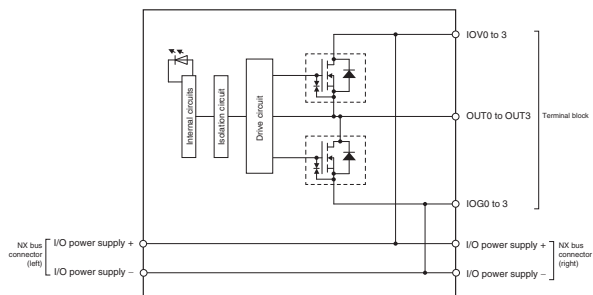 IOV0 to 3
Internal circuits
Isolation circuit
Drive circuit
OUT0 to OUT3
Terminal block
IOG0 to 3
NX bus
connector
(left)
I/O power supply +
I/O power supply −
I/O power supply +
I/O power supply −
NX bus
connector
(right)